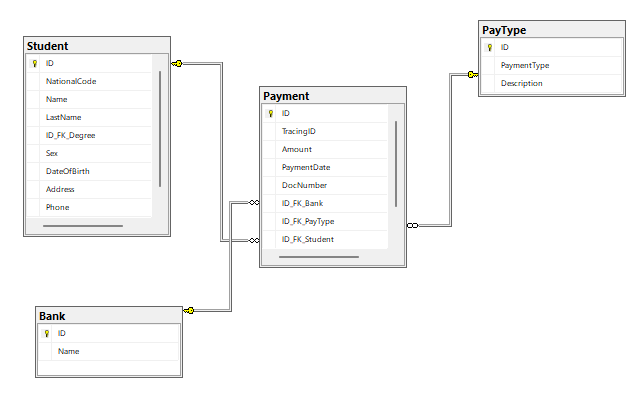 Student
ID
NationalCode
Name
LastName
ID_FK_Degree
Sex
DateOfBirth
Address
Phone
Payment
ID
TracingID
Amount
PaymentDate
DocNumber
ID_FK_Bank
ID_FK_PayType
ID_FK_Student
PayType
ID
PaymentType
Description
Bank
ID
Name